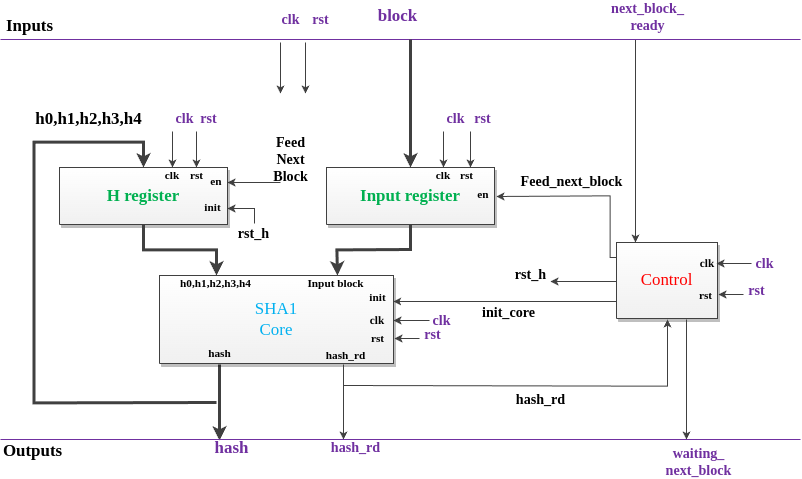 Inputs
clk rst
block
next_block_
ready
h0,h1,h2,h3,h4
clk rst
Feed
Next
Block
clk rst
clk rst
en
H register
init
rst_h
clk rst
en
Input register
Feed_next_block
clk
clk
Control
rst
rst
rst_h
h0,h1,h2,h3,h4
Input block
init
init_core
SHA1
Core
clk
clk
rst
rst
hash
hash_rd
hash_rd
Outputs
hash
hash_rd
waiting_
next_block